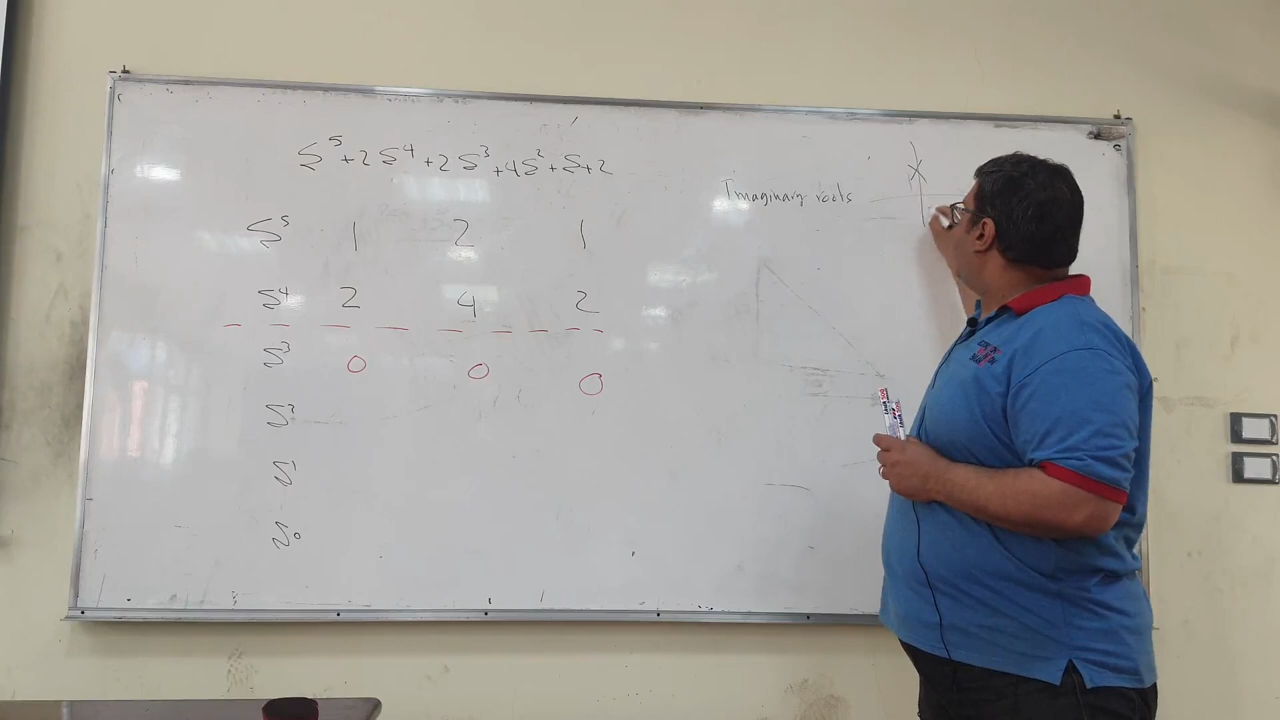 S⁵+2S⁴+2S³+4S²+S+2
Imaginary roots
S⁵ 1 2 1
S⁴ 2 4 2
S³ 0 0 0
S²
S¹
S⁰